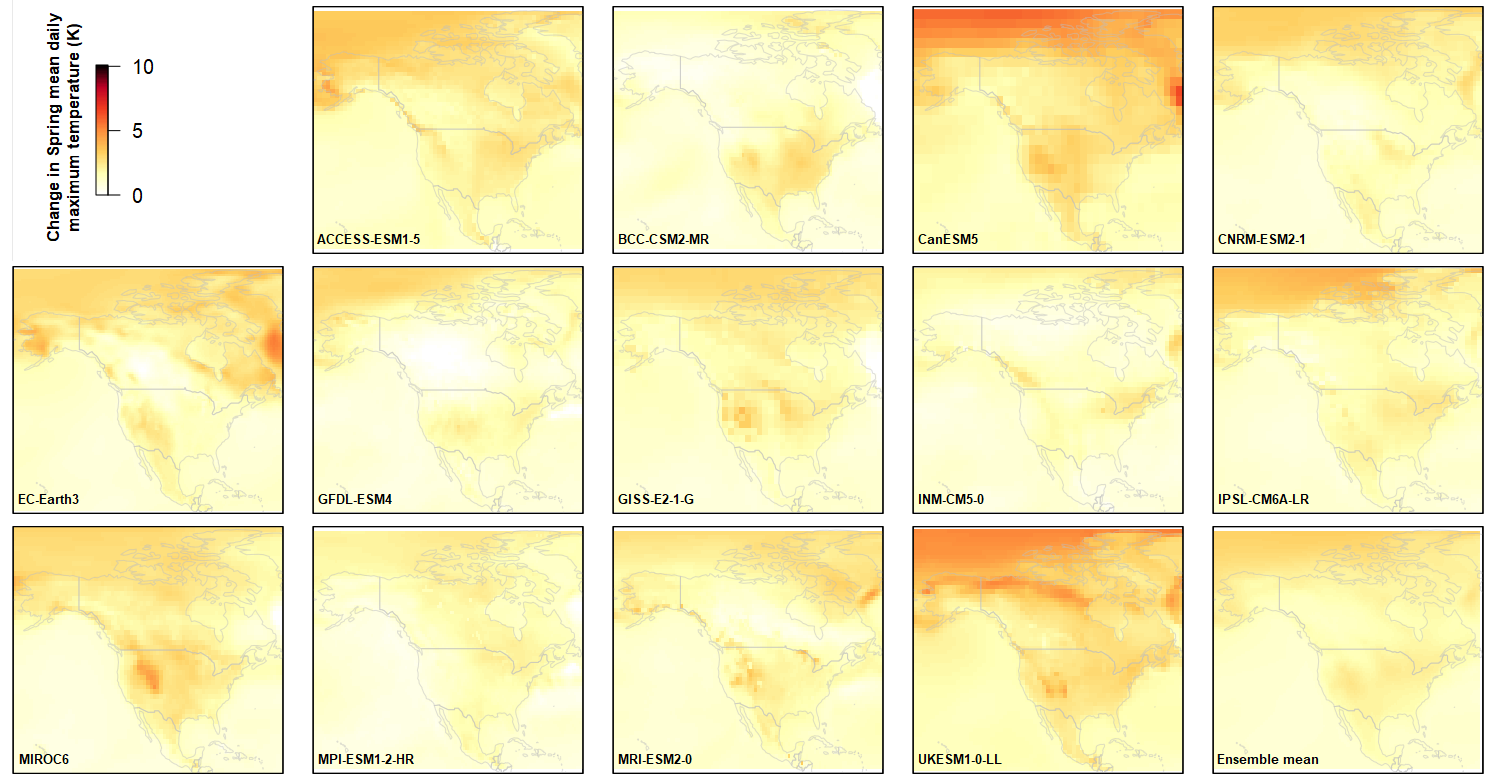 Change in Spring mean daily
maximum temperature (K)
10
5
0
ACCESS-ESM1-5
BCC-CSM2-MR
CanESM5
CNRM-ESM2-1
EC-Earth3
GFDL-ESM4
GISS-E2-1-G
INM-CM5-0
IPSL-CM6A-LR
MIROC6
MPI-ESM1-2-HR
MRI-ESM2-0
UKESM1-0-LL
Ensemble mean